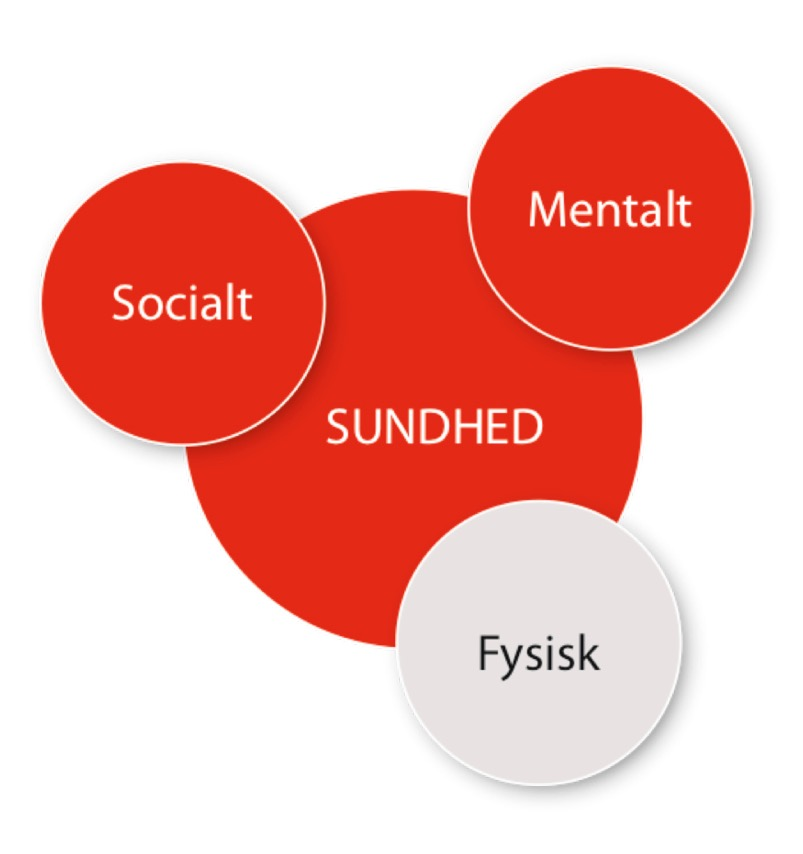 Mentalt
Socialt
SUNDHED
Fysisk